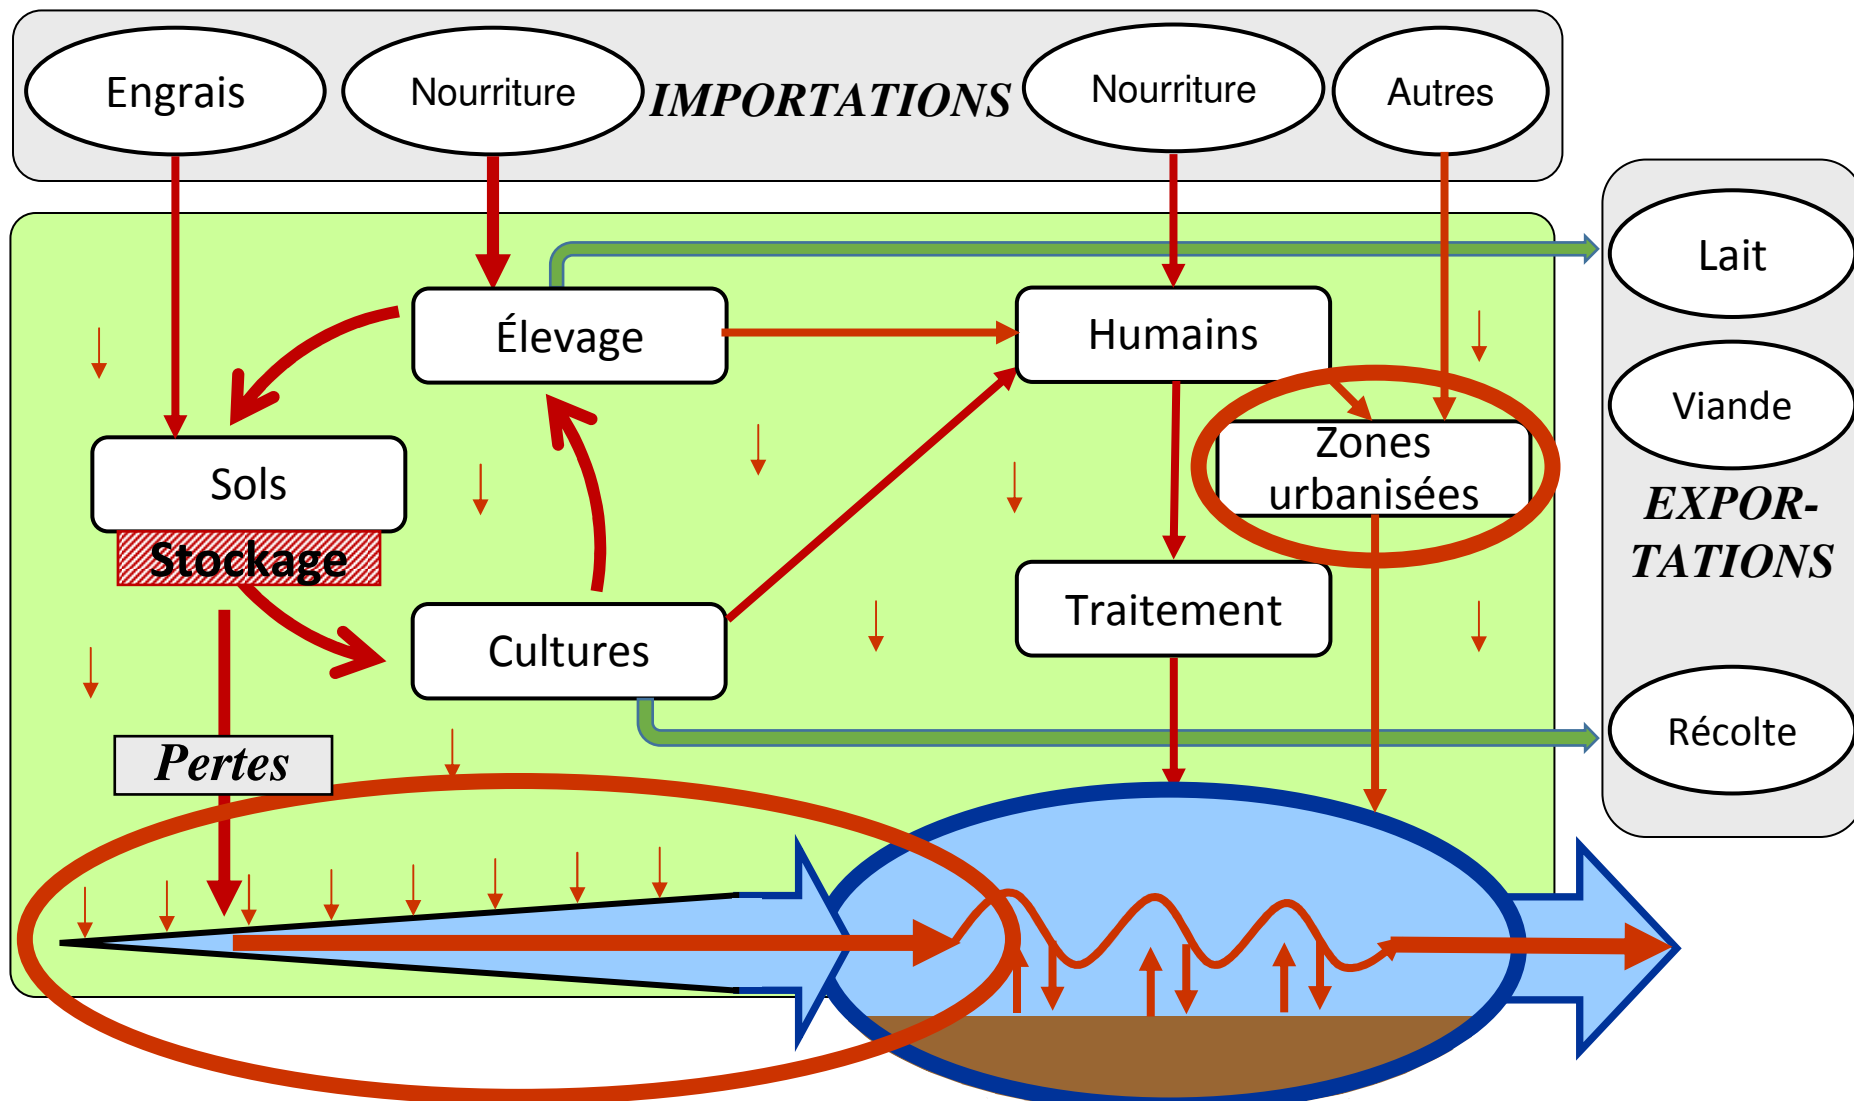 Engrais
Nourriture
IMPORTATIONS
Nourriture
Autres
Lait
Élevage
Humains
Viande
Sols
Zones
urbanisées
EXPOR-
TATIONS
Stockage
Traitement
Cultures
Récolte
Pertes